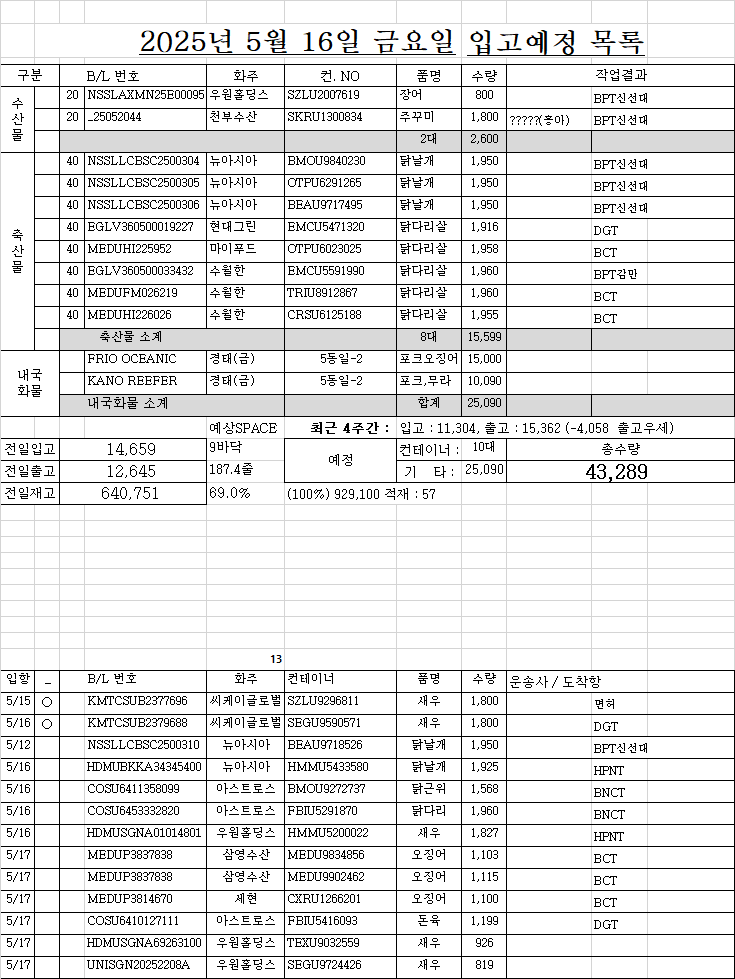 2025년 5월 16일 금요일 입고예정 목록
구분 B/L 번호 화주 컨. NO 품명 수량 작업결과
수산물
20 NSSLAXMN25E00095 우원홀딩스 SZLU2007619 장어 800 BPT신선대
20 _25052044 천부수산 SKRU1300834 주꾸미 1,800 ?????(흥아) BPT신선대
2대 2,600
축산물
40 NSSLLCBSC2500304 뉴아시아 BMOU9840230 닭날개 1,950 BPT신선대
40 NSSLLCBSC2500305 뉴아시아 OTPU6291265 닭날개 1,950 BPT신선대
40 NSSLLCBSC2500306 뉴아시아 BEAU9717495 닭날개 1,950 BPT신선대
40 EGLV360500019227 현대그린 EMCU5471320 닭다리살 1,916 DGT
40 MEDUHI225952 마이푸드 OTPU6023025 닭다리살 1,958 BCT
40 EGLV360500033432 수월한 EMCU5591990 닭다리살 1,960 BPT감만
40 MEDUFM026219 수월한 TRIU8912867 닭다리살 1,960 BCT
40 MEDUHI226026 수월한 CRSU6125188 닭다리살 1,955 BCT
축산물 소계 8대 15,599
내국화물
FRIO OCEANIC 경태(금) 5동일-2 포크오징어 15,000
KANO REEFER 경태(금) 5동일-2 포크,무라 10,090
내국화물 소계 합계 25,090
예상SPACE 최근 4주간 : 입고 : 11,304, 출고 : 15,362 (-4,058 출고우세)
전일입고 14,659 9바닥 예정 컨테이너 : 10대 총수량
전일출고 12,645 187.4줄 기 타 : 25,090 43,289
전일재고 640,751 69.0% (100%) 929,100 적재 : 57
13
입항 _ B/L 번호 화주 컨테이너 품명 수량 운송사 / 도착항
5/15 ○ KMTCSUB2377696 씨케이글로벌 SZLU9296811 새우 1,800 면허
5/16 ○ KMTCSUB2379688 씨케이글로벌 SEGU9590571 새우 1,800 DGT
5/12 NSSLLCBSC2500310 뉴아시아 BEAU9718526 닭날개 1,950 BPT신선대
5/16 HDMUBKKA34345400 뉴아시아 HMMU5433580 닭날개 1,925 HPNT
5/16 COSU6411358099 아스트로스 BMOU9272737 닭근위 1,568 BNCT
5/16 COSU6453332820 아스트로스 FBIU5291870 닭다리 1,960 BNCT
5/16 HDMUSGNA01014801 우원홀딩스 HMMU5200022 새우 1,827 HPNT
5/17 MEDUP3837838 삼영수산 MEDU9834856 오징어 1,103 BCT
5/17 MEDUP3837838 삼영수산 MEDU9902462 오징어 1,115 BCT
5/17 MEDUP3814670 세현 CXRU1266201 오징어 1,100 BCT
5/17 COSU6410127111 아스트로스 FBIU5416093 돈육 1,199 DGT
5/17 HDMUSGNA69263100 우원홀딩스 TEXU9032559 새우 926
5/17 UNISGN20252208A 우원홀딩스 SEGU9724426 새우 819